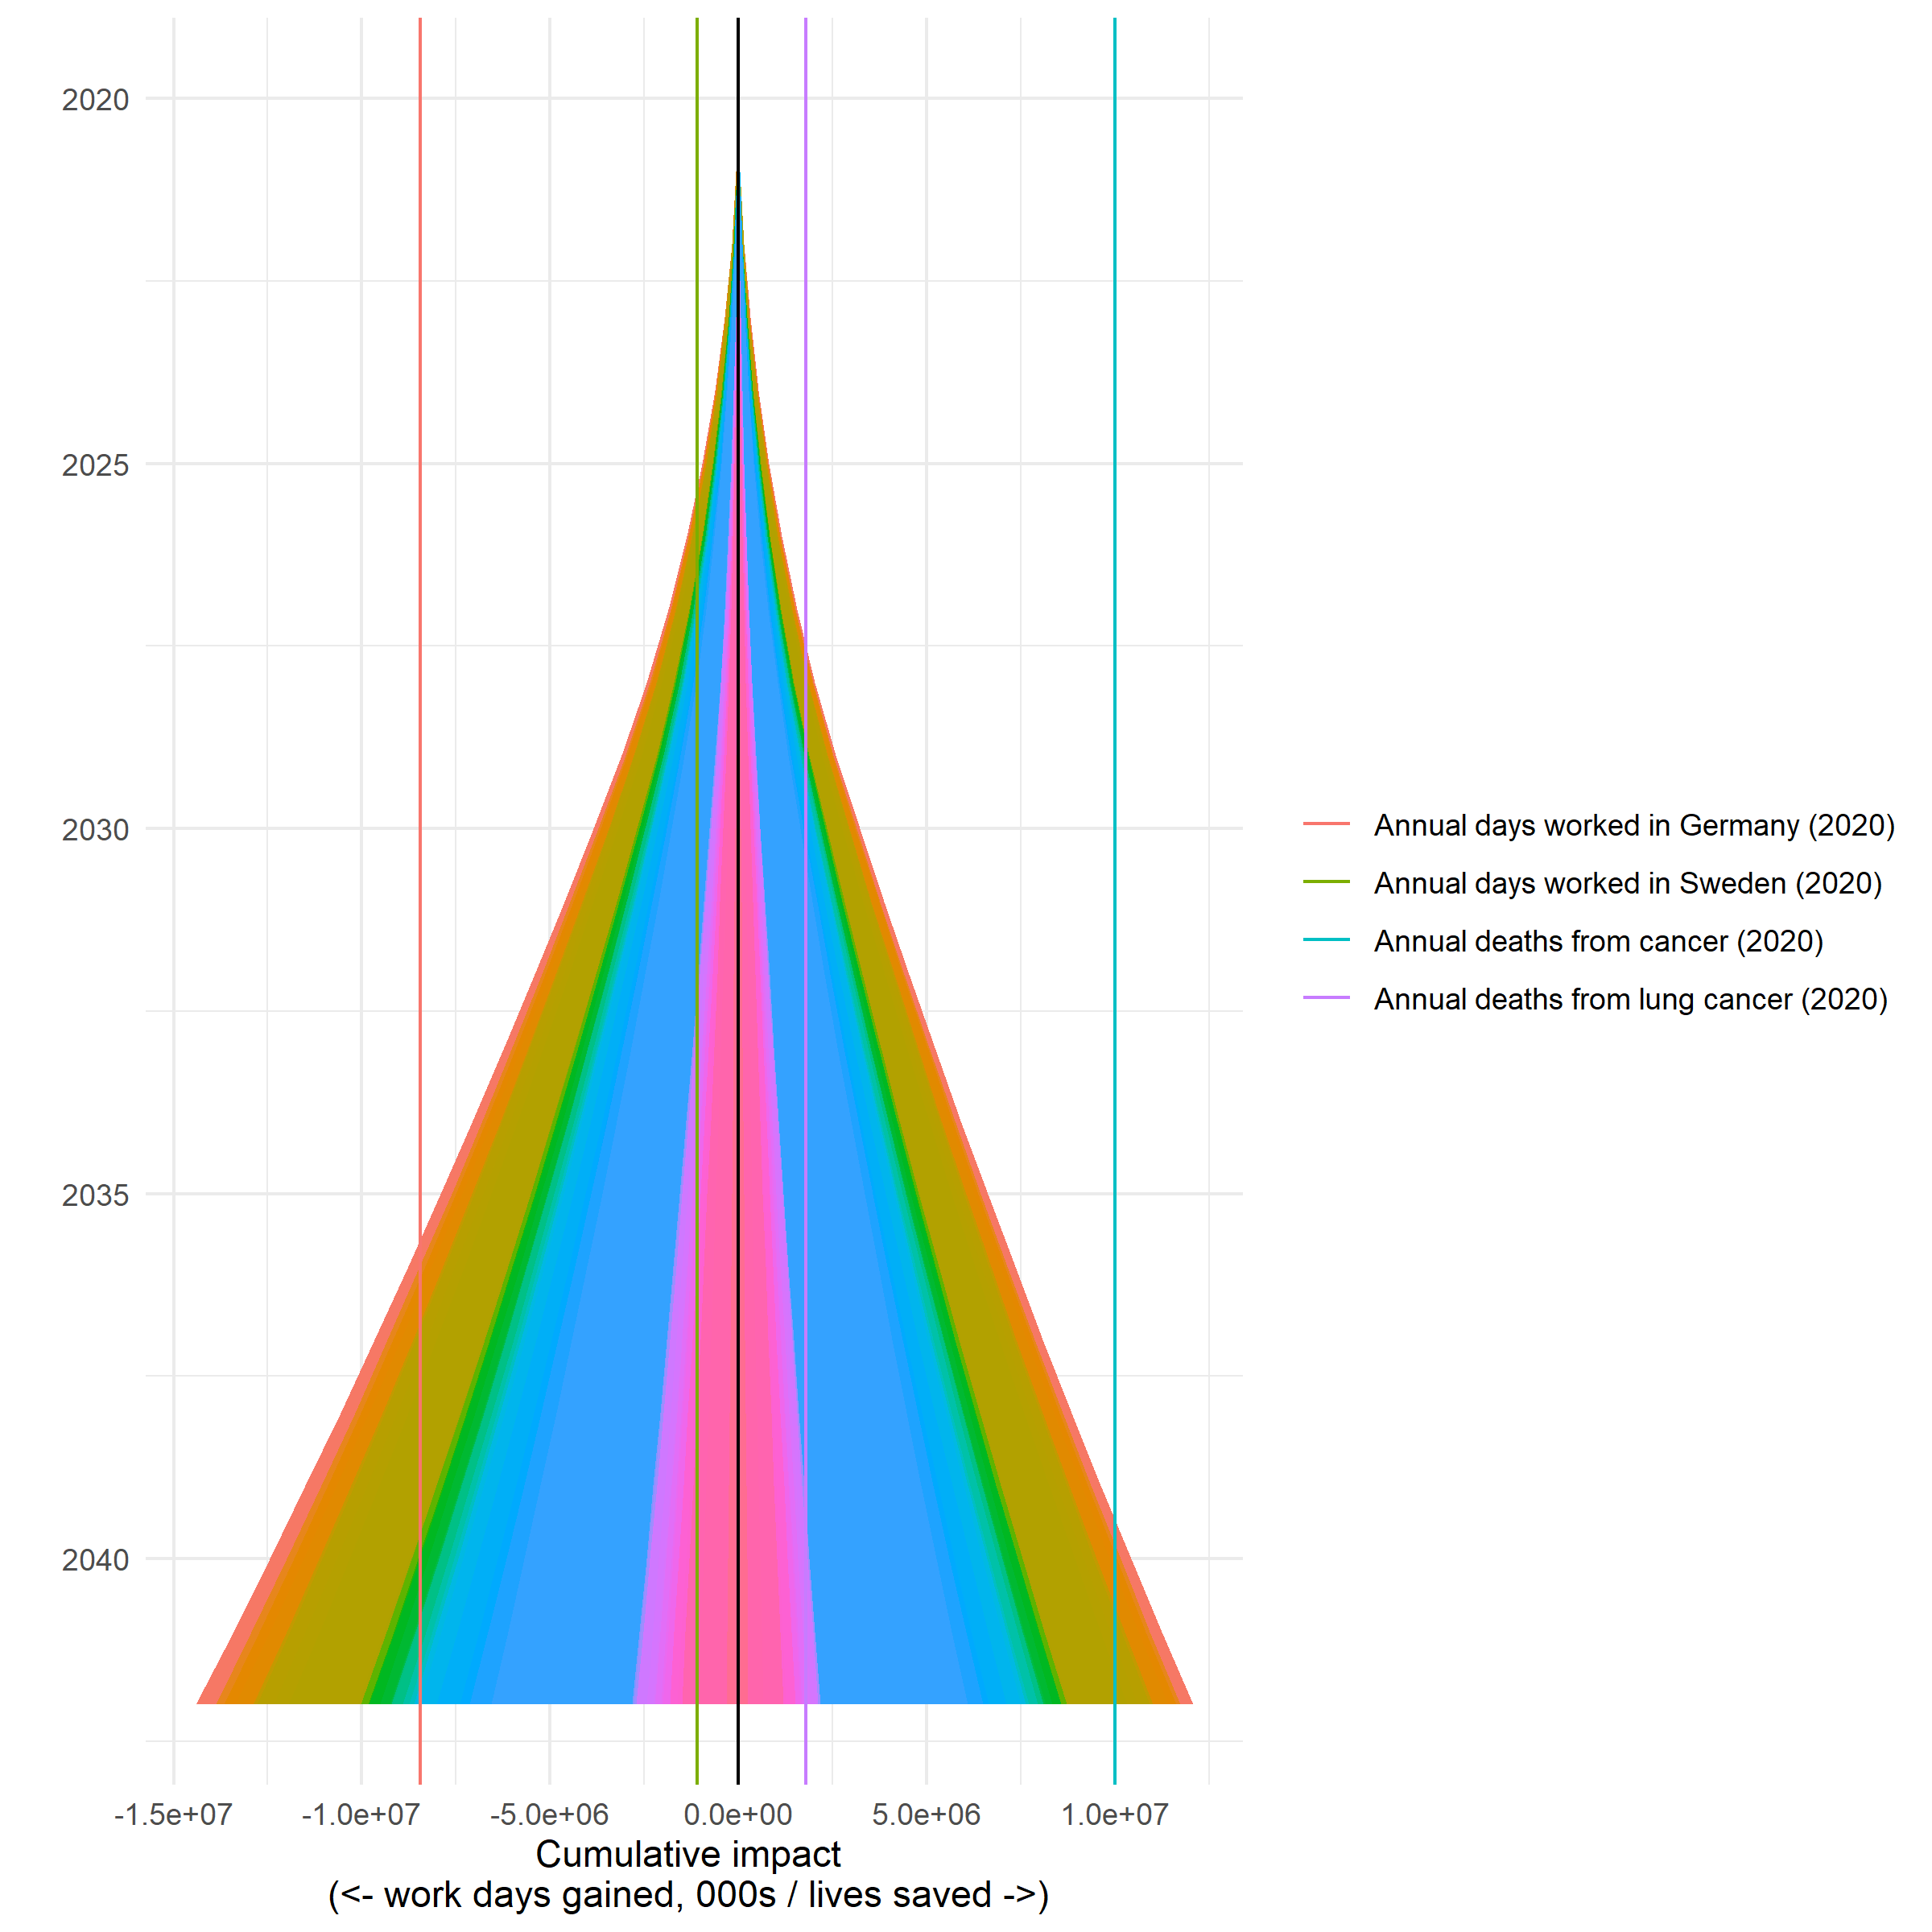 2020
2025
2030
2035
2040
-1.5e+07 -1.0e+07 -5.0e+06 0.0e+00 5.0e+06 1.0e+07
Cumulative impact
(<- work days gained, 000s / lives saved ->)
Annual days worked in Germany (2020)
Annual days worked in Sweden (2020)
Annual deaths from cancer (2020)
Annual deaths from lung cancer (2020)